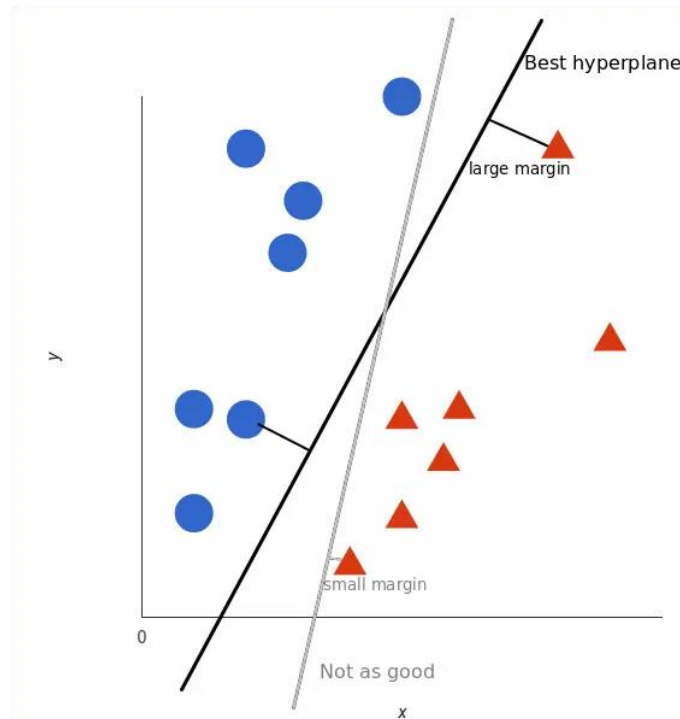 Best hyperplane
large margin
y
small margin
0
Not as good
x